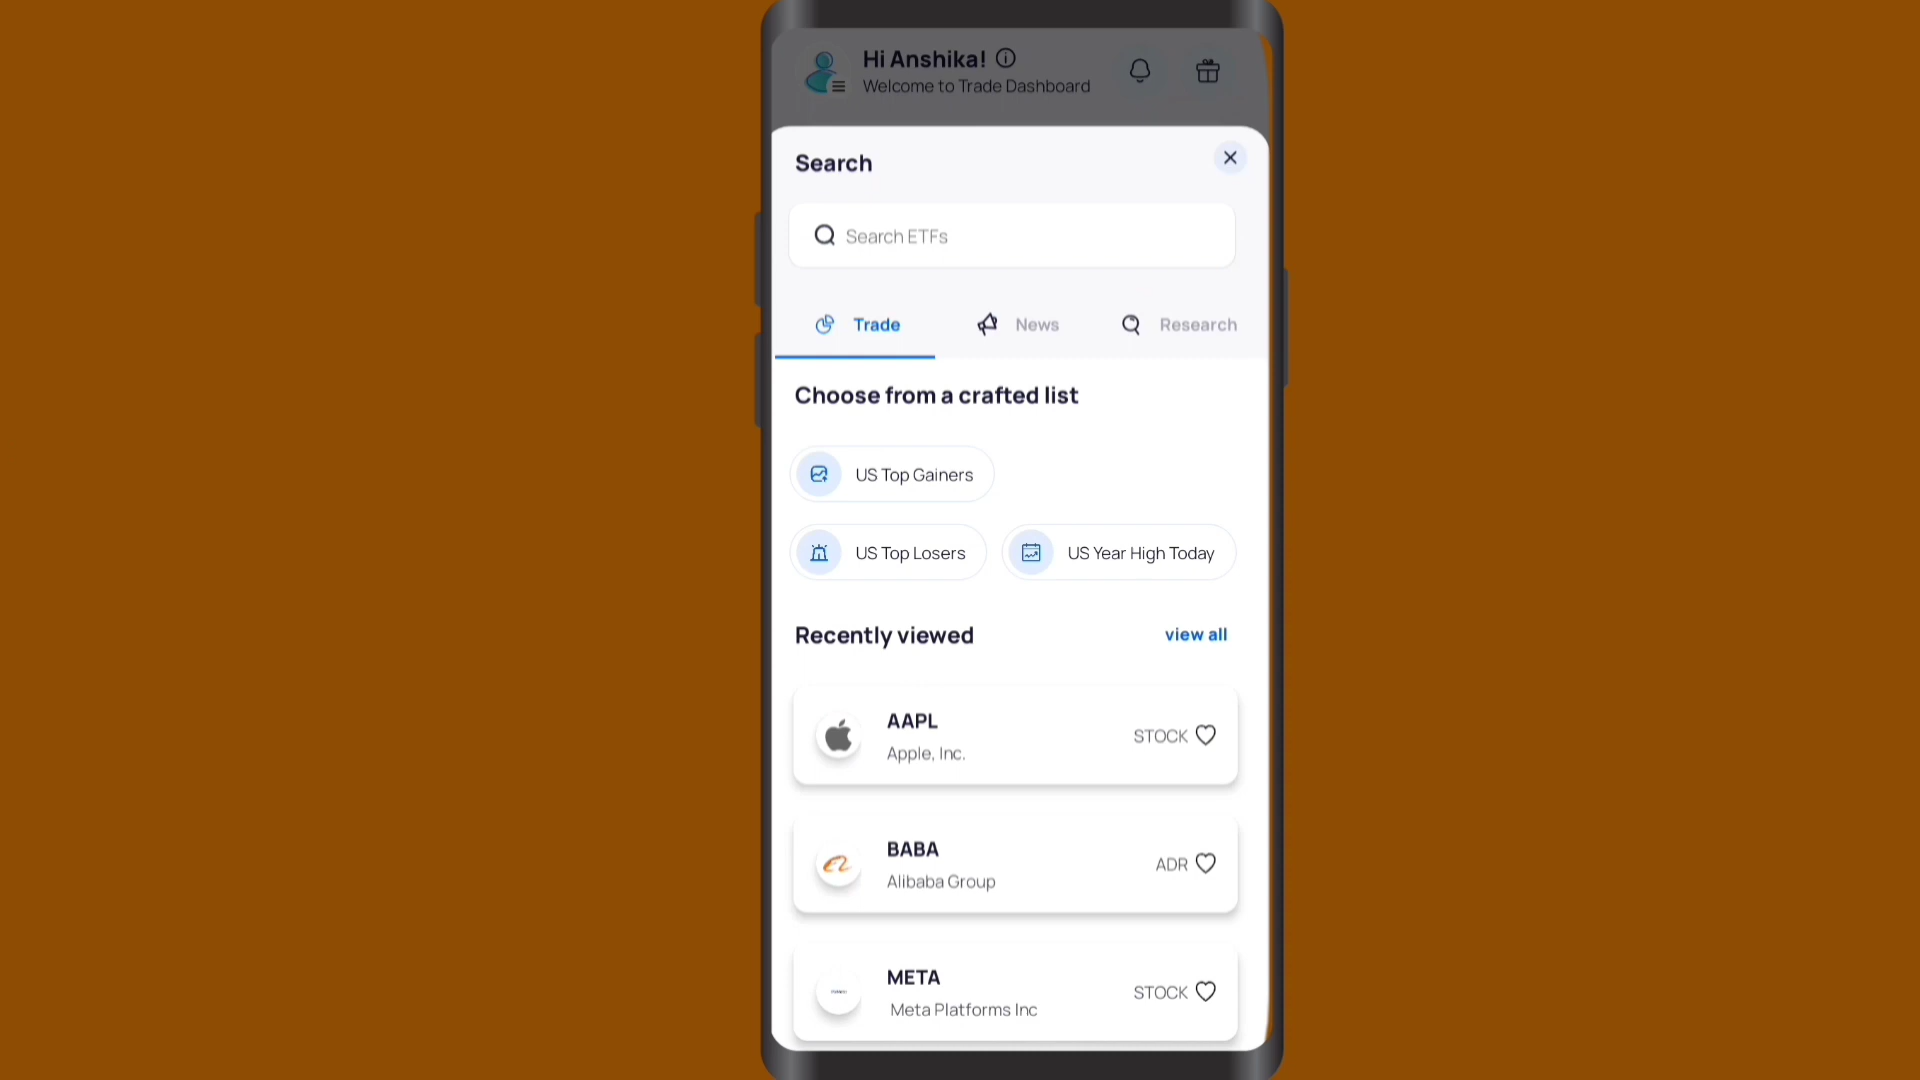 Hi Anshika!
Welcome to Trade Dashboard
Search
Search ETFs
Trade
News
Research
Choose from a crafted list
US Top Gainers
US Top Losers
US Year High Today
Recently viewed
view all
AAPL
Apple, Inc.
STOCK
BABA
Alibaba Group
ADR
META
Meta Platforms Inc
STOCK